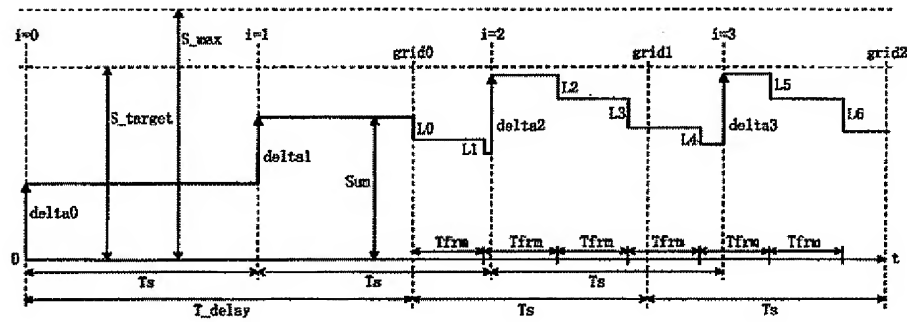 i=0
S_max
i=1
grid0
i=2
grid1
i=3
grid2
S_target
L0
L1
L2
L3
L4
L5
L6
delta0
delta1
delta2
delta3
Sum
Tfrm
Tfrm
Tfrm
Tfrm
Tfrm
Tfrm
0
t
Ts
Ts
Ts
T_delay
Ts
Ts